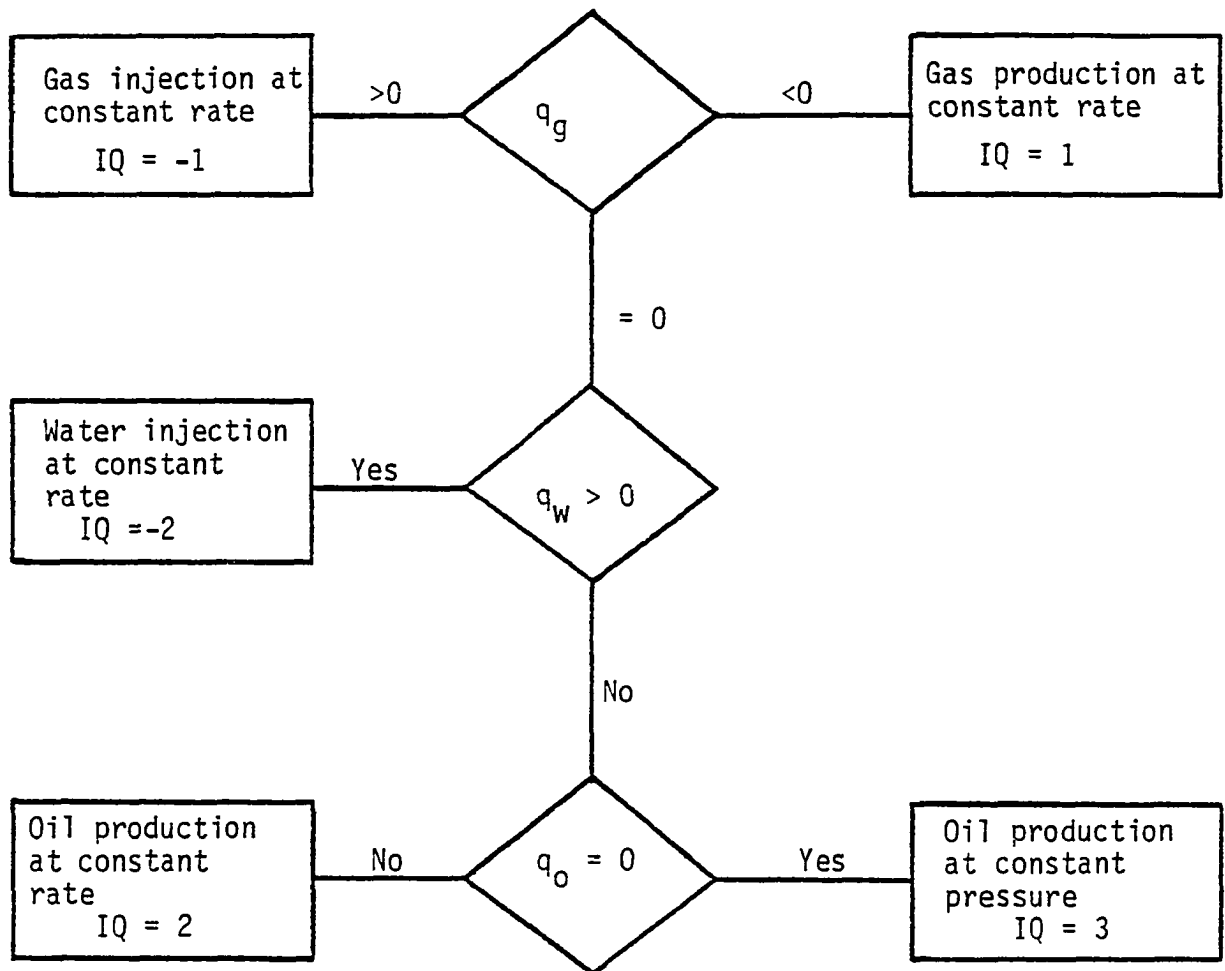 Gas injection at
constant rate
IQ = -1
>0
q_g
<0
Gas production at
constant rate
IQ = 1
= 0
Water injection
at constant
rate
IQ =-2
Yes
q_w > 0
No
Oil production
at constant
rate
IQ = 2
No
q_o = 0
Yes
Oil production
at constant
pressure
IQ = 3